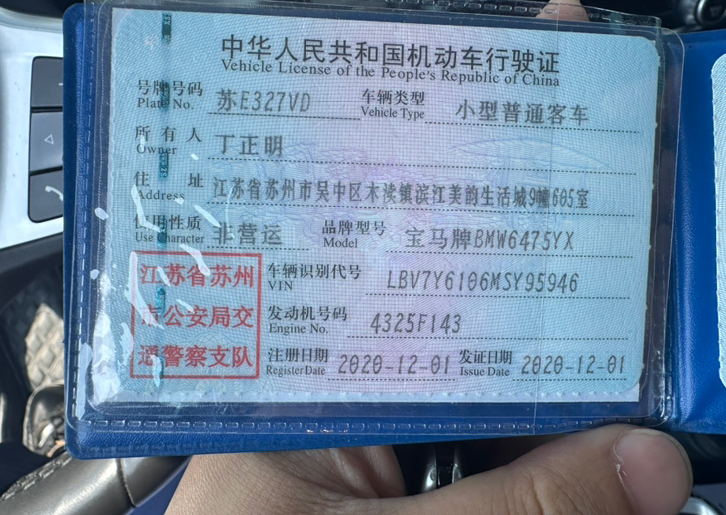 中华人民共和国机动车行驶证
Vehicle License of the People's Republic of China
号牌号码 苏E327VD 车辆类型 小型普通客车
Plate No. Vehicle Type
所有人 丁正明
Owner
住址 江苏省苏州市吴中区木渎镇滨江美韵生活城9幢605室
Address
使用性质 非营运 品牌型号 宝马牌BMW6475YX
Use Character Model
江苏省苏州
市公安局交
通警察支队
车辆识别代号 LBV7Y6106MSY95946
VIN
发动机号码 4325F143
Engine No.
注册日期 2020-12-01 发证日期 2020-12-01
Register Date Issue Date